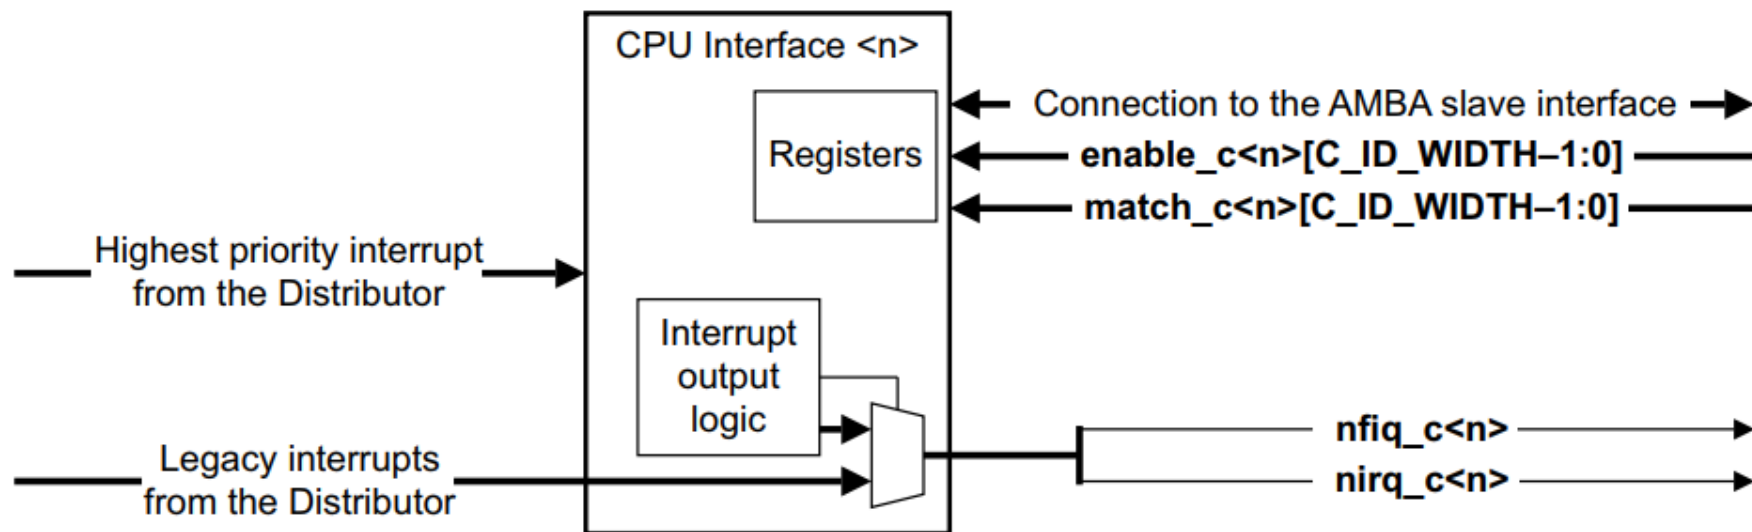 CPU Interface <n>
Registers
Connection to the AMBA slave interface
enable_c<n>[C_ID_WIDTH–1:0]
match_c<n>[C_ID_WIDTH–1:0]
Highest priority interrupt
from the Distributor
Interrupt
output
logic
Legacy interrupts
from the Distributor
nfiq_c<n>
nirq_c<n>